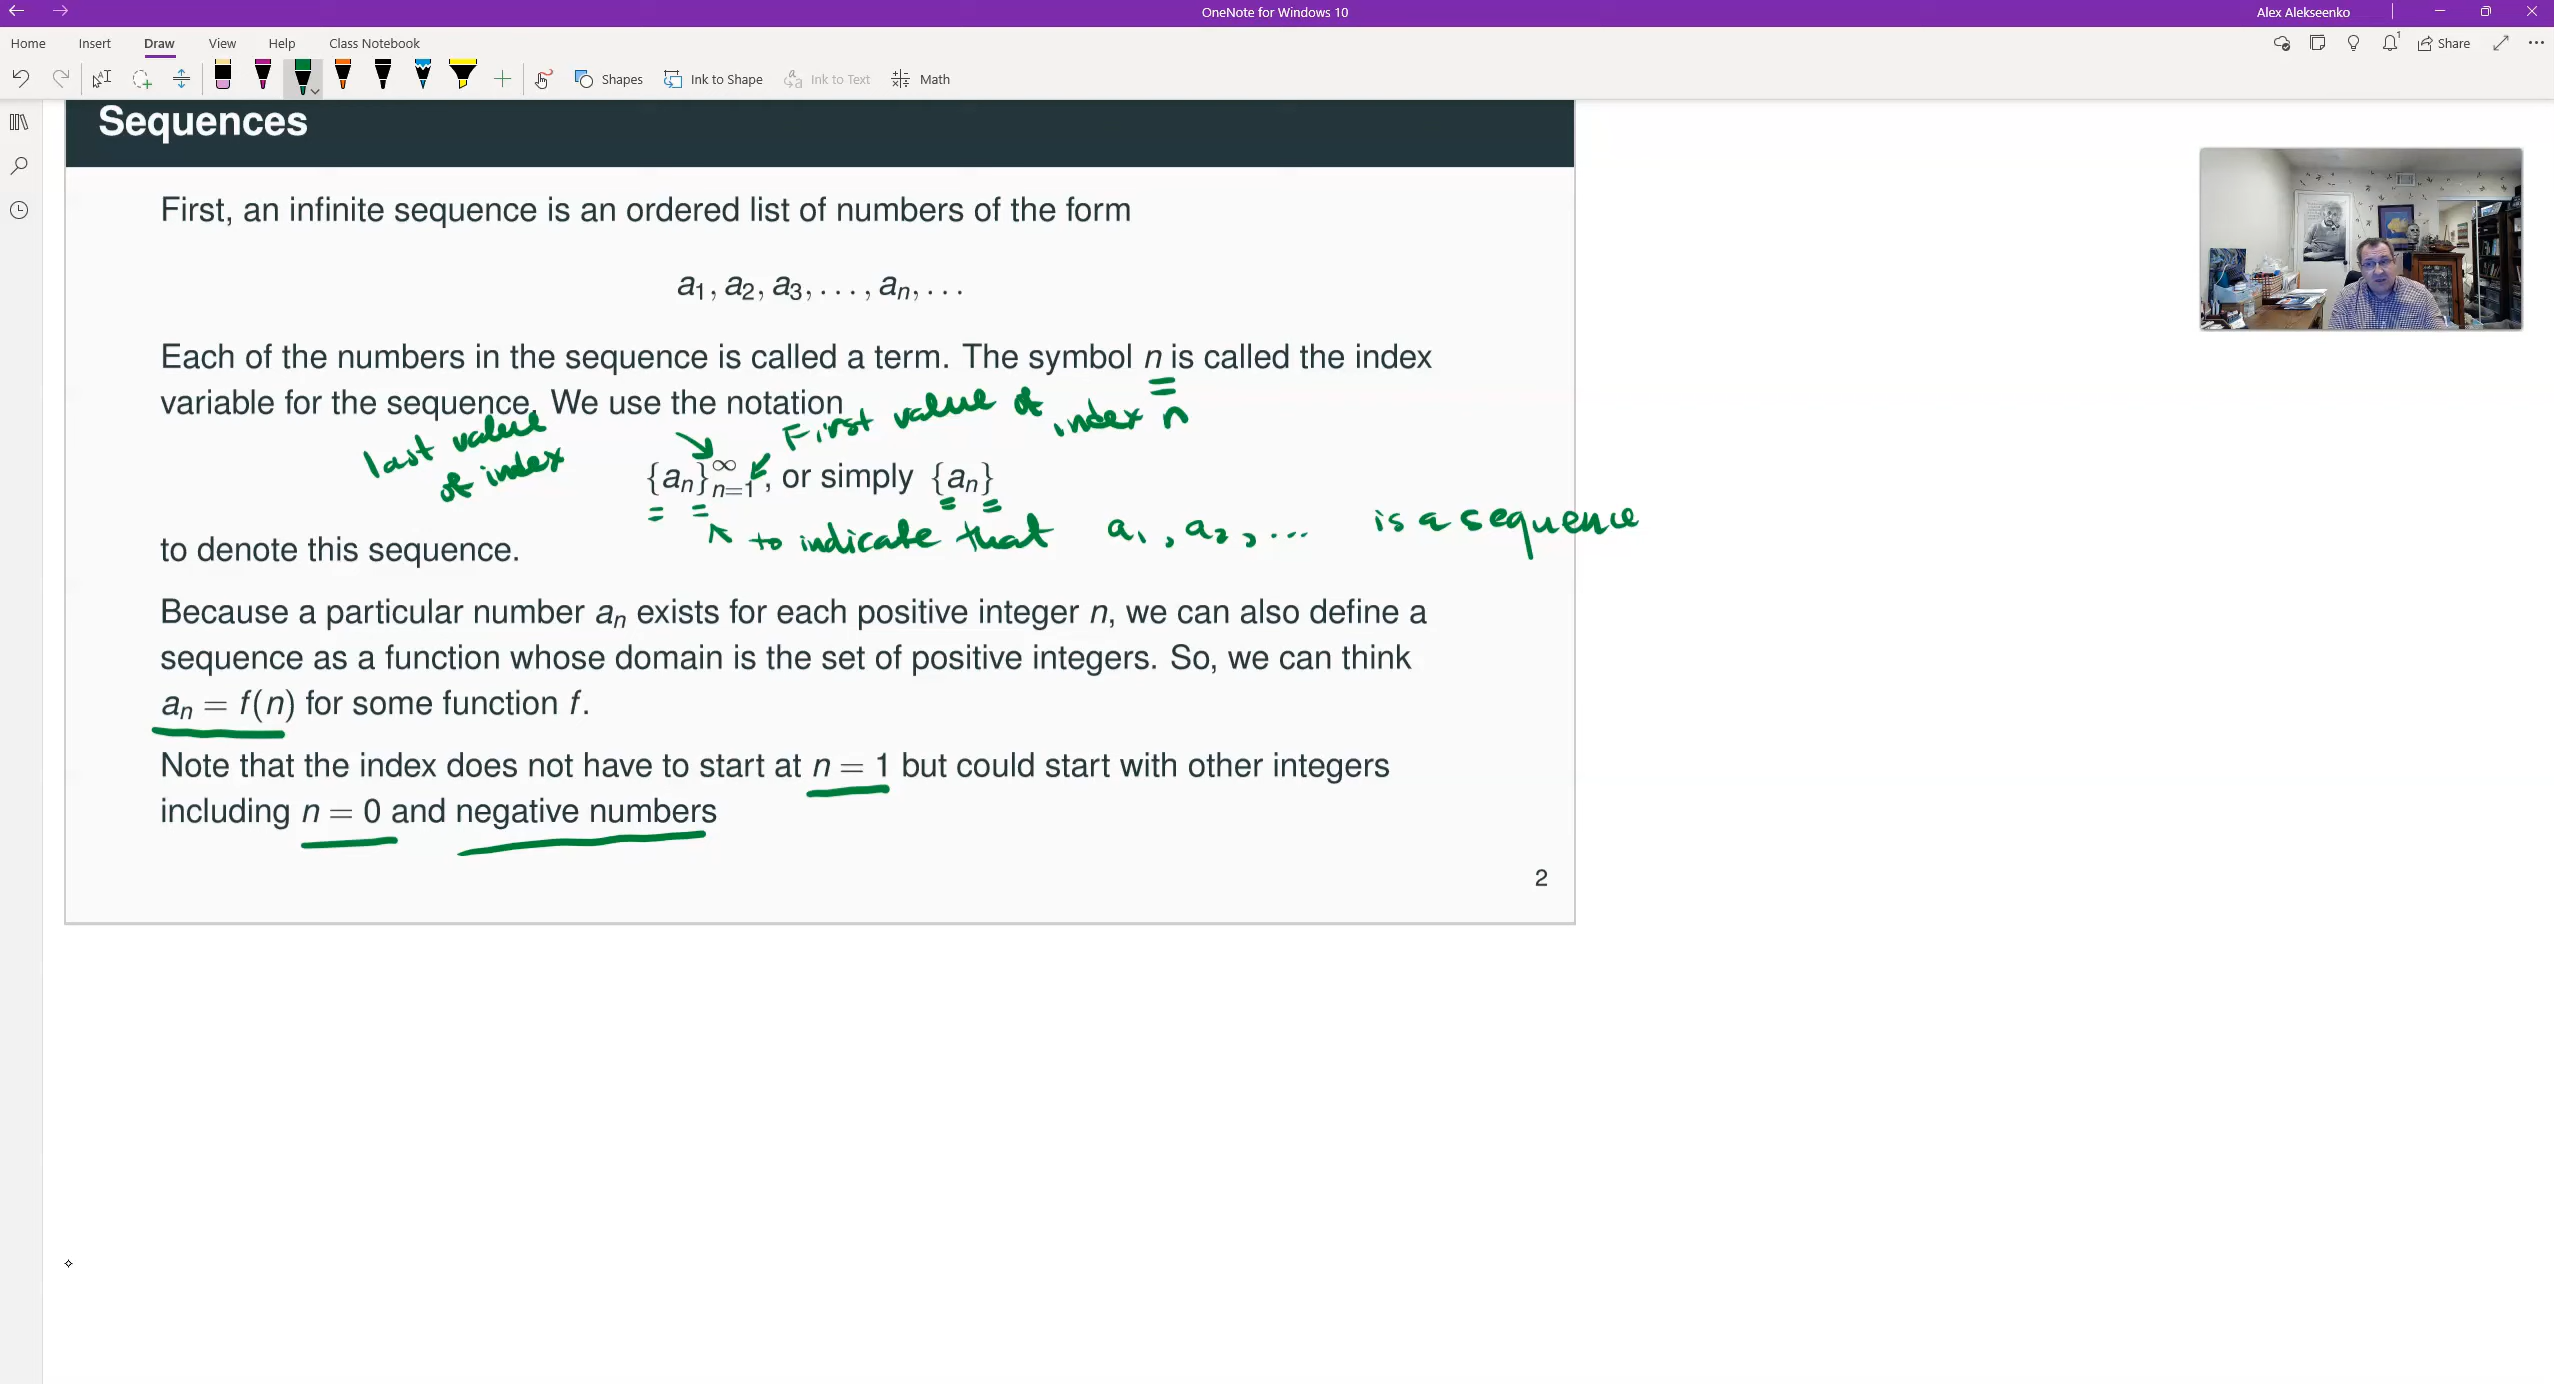 OneNote for Windows 10
Alex Alekseenko
Home Insert Draw View Help Class Notebook
1 Share
Shapes Ink to Shape Ink to Text Math
Sequences
First, an infinite sequence is an ordered list of numbers of the form
a₁, a₂, a₃, . . . , aₙ, . . .
Each of the numbers in the sequence is called a term. The symbol n is called the index
variable for the sequence. We use the notation
First value of index n
last value
of index
{aₙ}^∞_{n=1}, or simply {aₙ}
to indicate that a₁, a₂, ... is a sequence
to denote this sequence.
Because a particular number aₙ exists for each positive integer n, we can also define a
sequence as a function whose domain is the set of positive integers. So, we can think
aₙ = f(n) for some function f.
Note that the index does not have to start at n = 1 but could start with other integers
including n = 0 and negative numbers
2